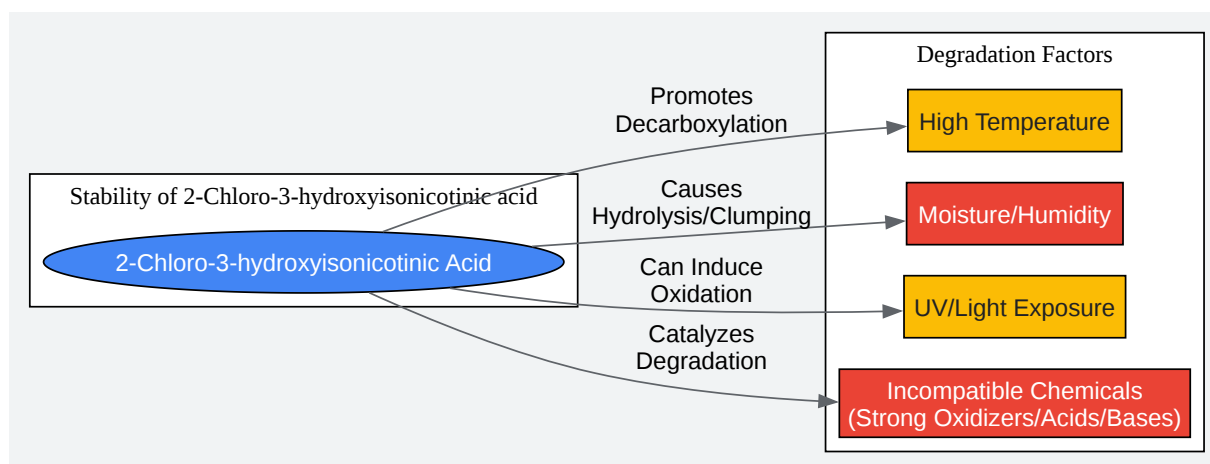 Degradation Factors
Promotes
Decarboxylation
High Temperature
Stability of 2-Chloro-3-hydroxyisonicotinic acid
Causes
Hydrolysis/Clumping
Moisture/Humidity
2-Chloro-3-hydroxyisonicotinic Acid
Can Induce
Oxidation
UV/Light Exposure
Catalyzes
Degradation
Incompatible Chemicals
(Strong Oxidizers/Acids/Bases)